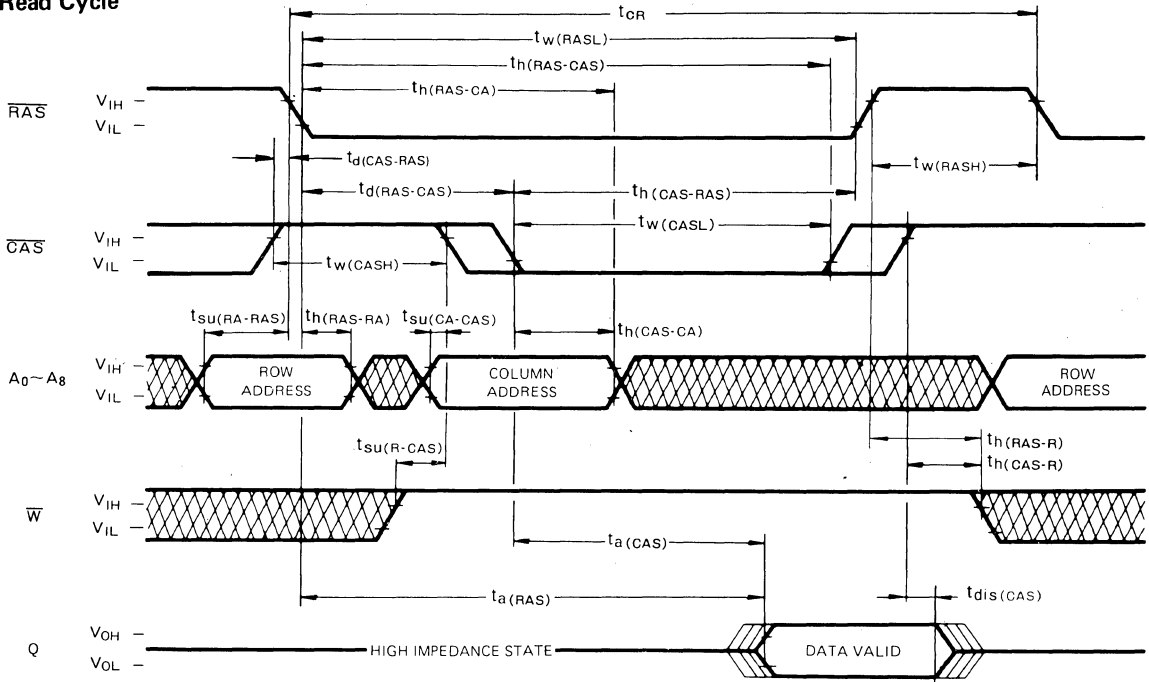 Read Cycle
tCR
tw(RASL)
th(RAS-CAS)
th(RAS-CA)
RAS
VIH
VIL
td(CAS-RAS)
tw(RASH)
td(RAS-CAS)
th(CAS-RAS)
tw(CASL)
CAS
VIH
VIL
tw(CASH)
tsu(RA-RAS)
th(RAS-RA)
tsu(CA-CAS)
th(CAS-CA)
A0~A8
VIH
VIL
ROW
ADDRESS
COLUMN
ADDRESS
ROW
ADDRESS
tsu(R-CAS)
th(RAS-R)
th(CAS-R)
W
VIH
VIL
ta(CAS)
ta(RAS)
tdis(CAS)
Q
VOH
VOL
HIGH IMPEDANCE STATE
DATA VALID